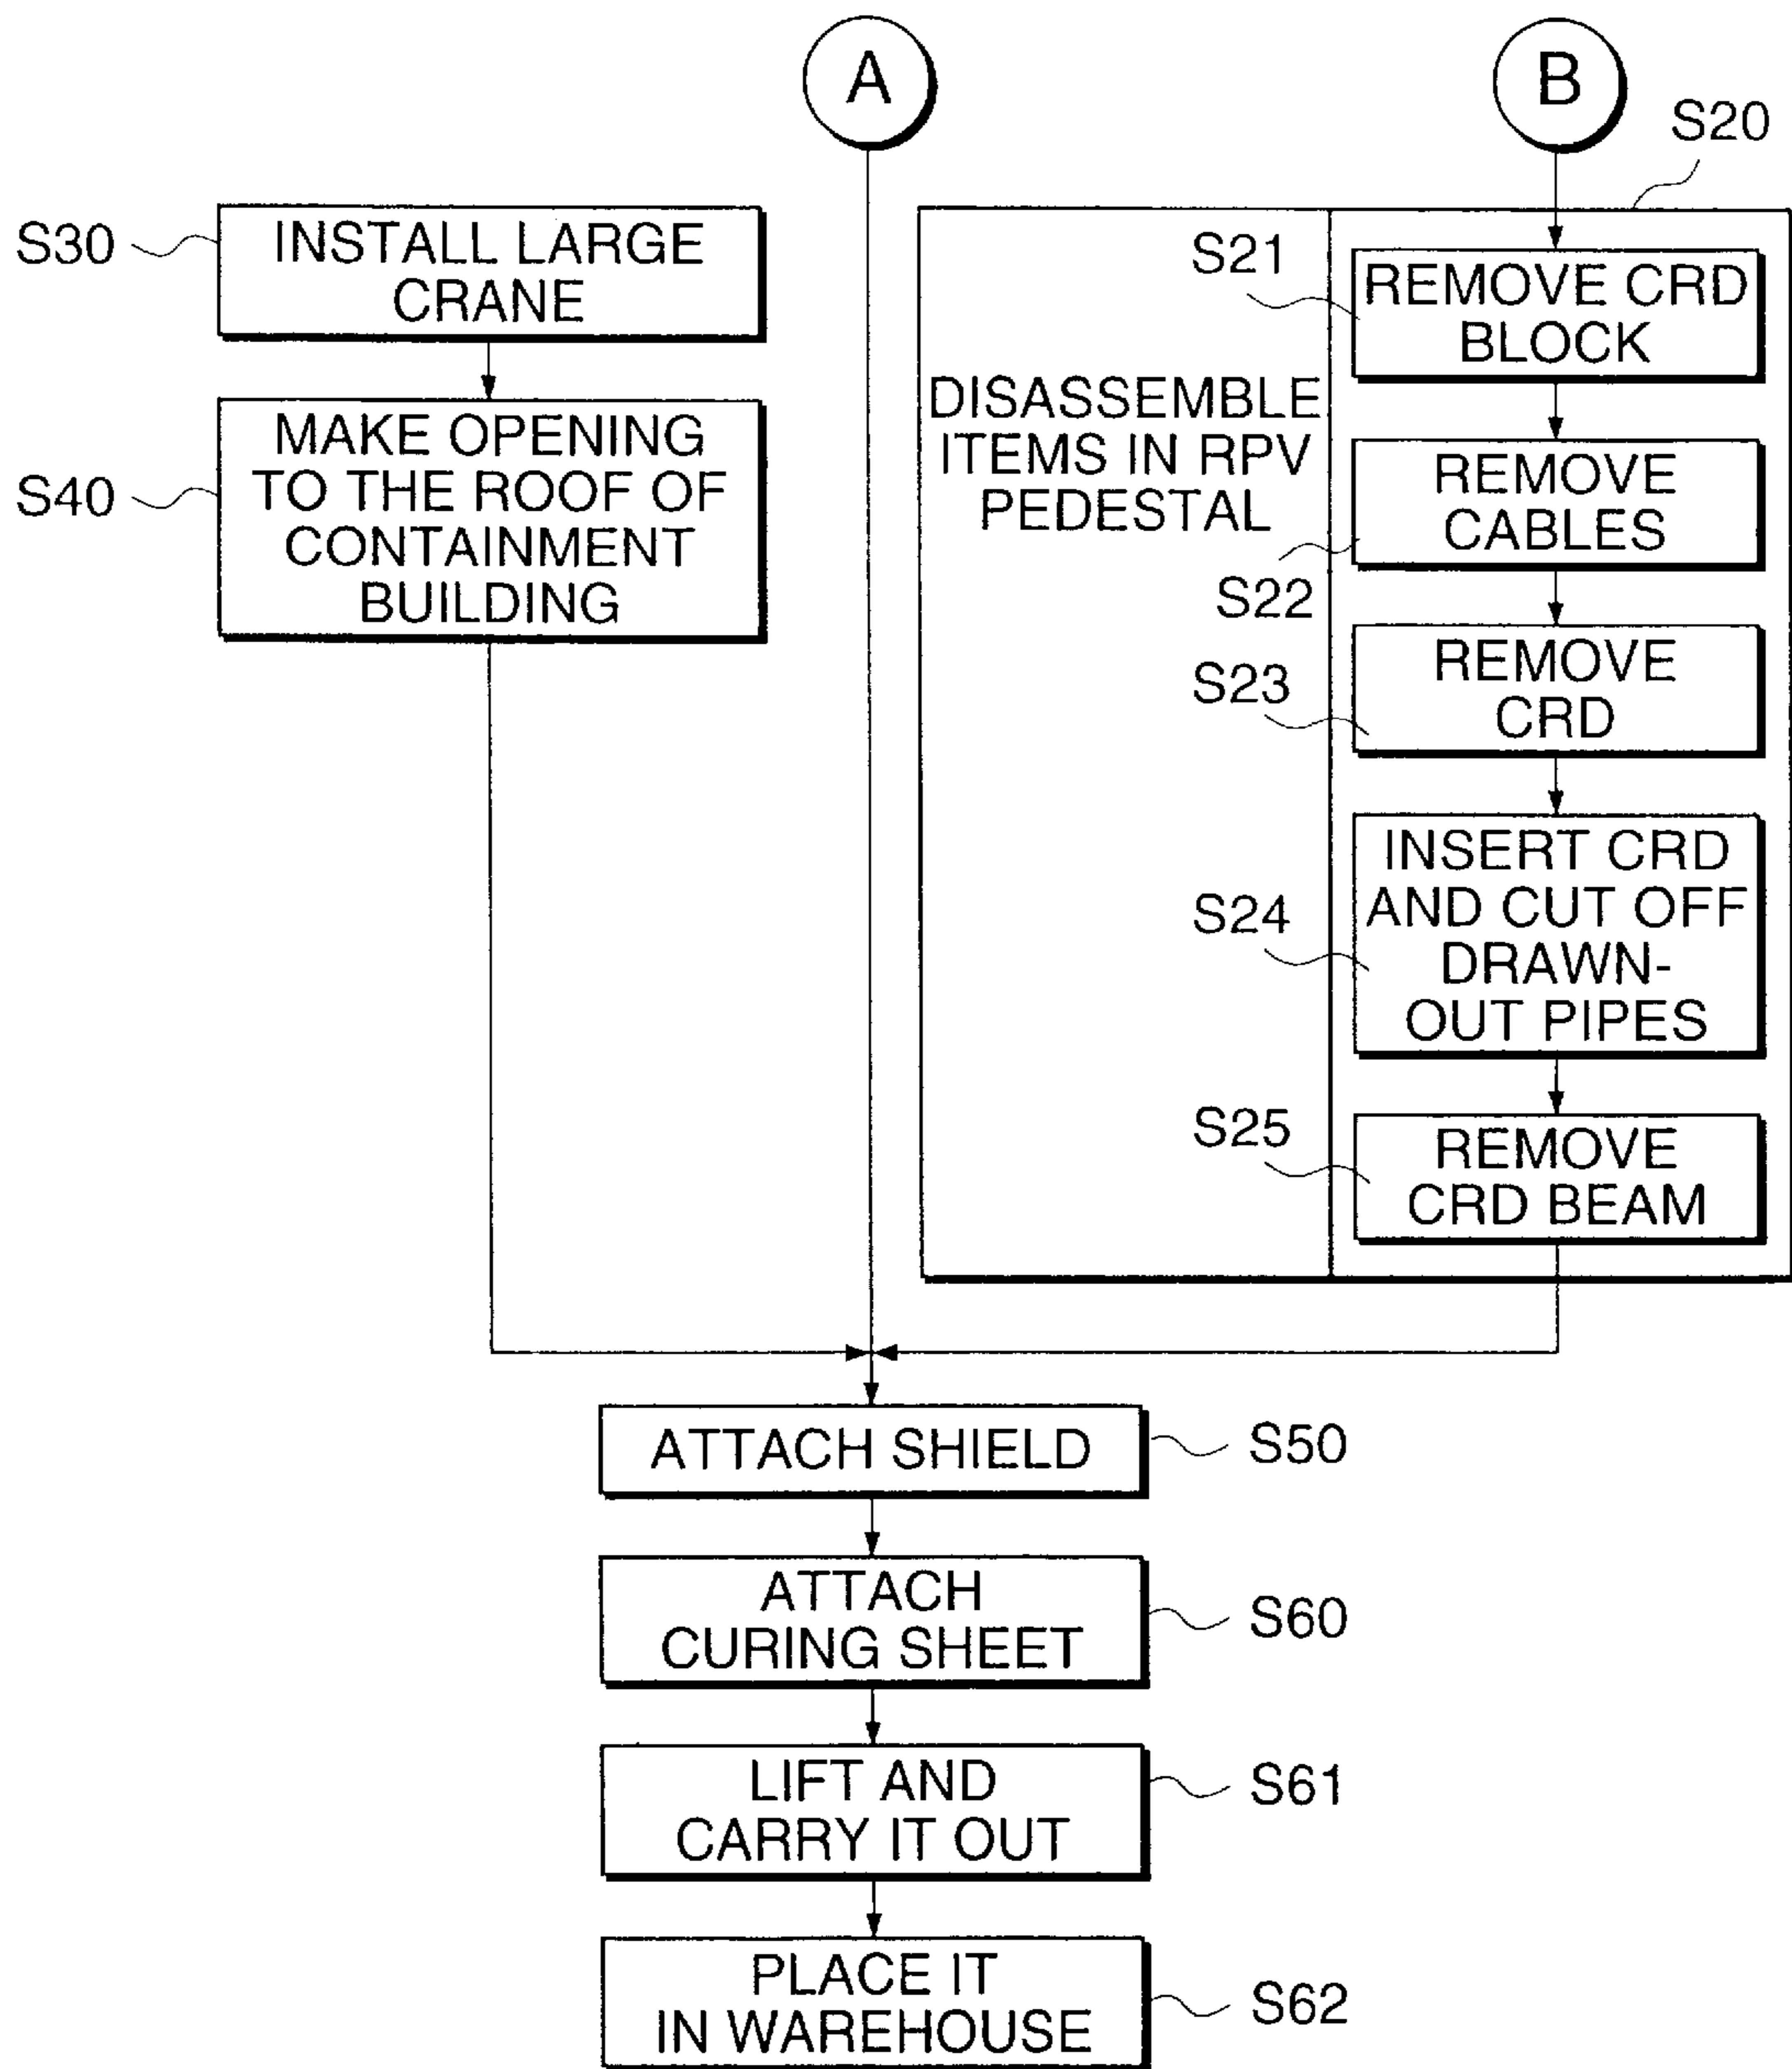 A
B
S20
S30
INSTALL LARGE
CRANE
S40
MAKE OPENING
TO THE ROOF OF
CONTAINMENT
BUILDING
DISASSEMBLE
ITEMS IN RPV
PEDESTAL
S21
REMOVE CRD
BLOCK
S22
REMOVE
CABLES
S23
REMOVE
CRD
S24
INSERT CRD
AND CUT OFF
DRAWN-
OUT PIPES
S25
REMOVE
CRD BEAM
ATTACH SHIELD
S50
ATTACH
CURING SHEET
S60
LIFT AND
CARRY IT OUT
S61
PLACE IT
IN WAREHOUSE
S62